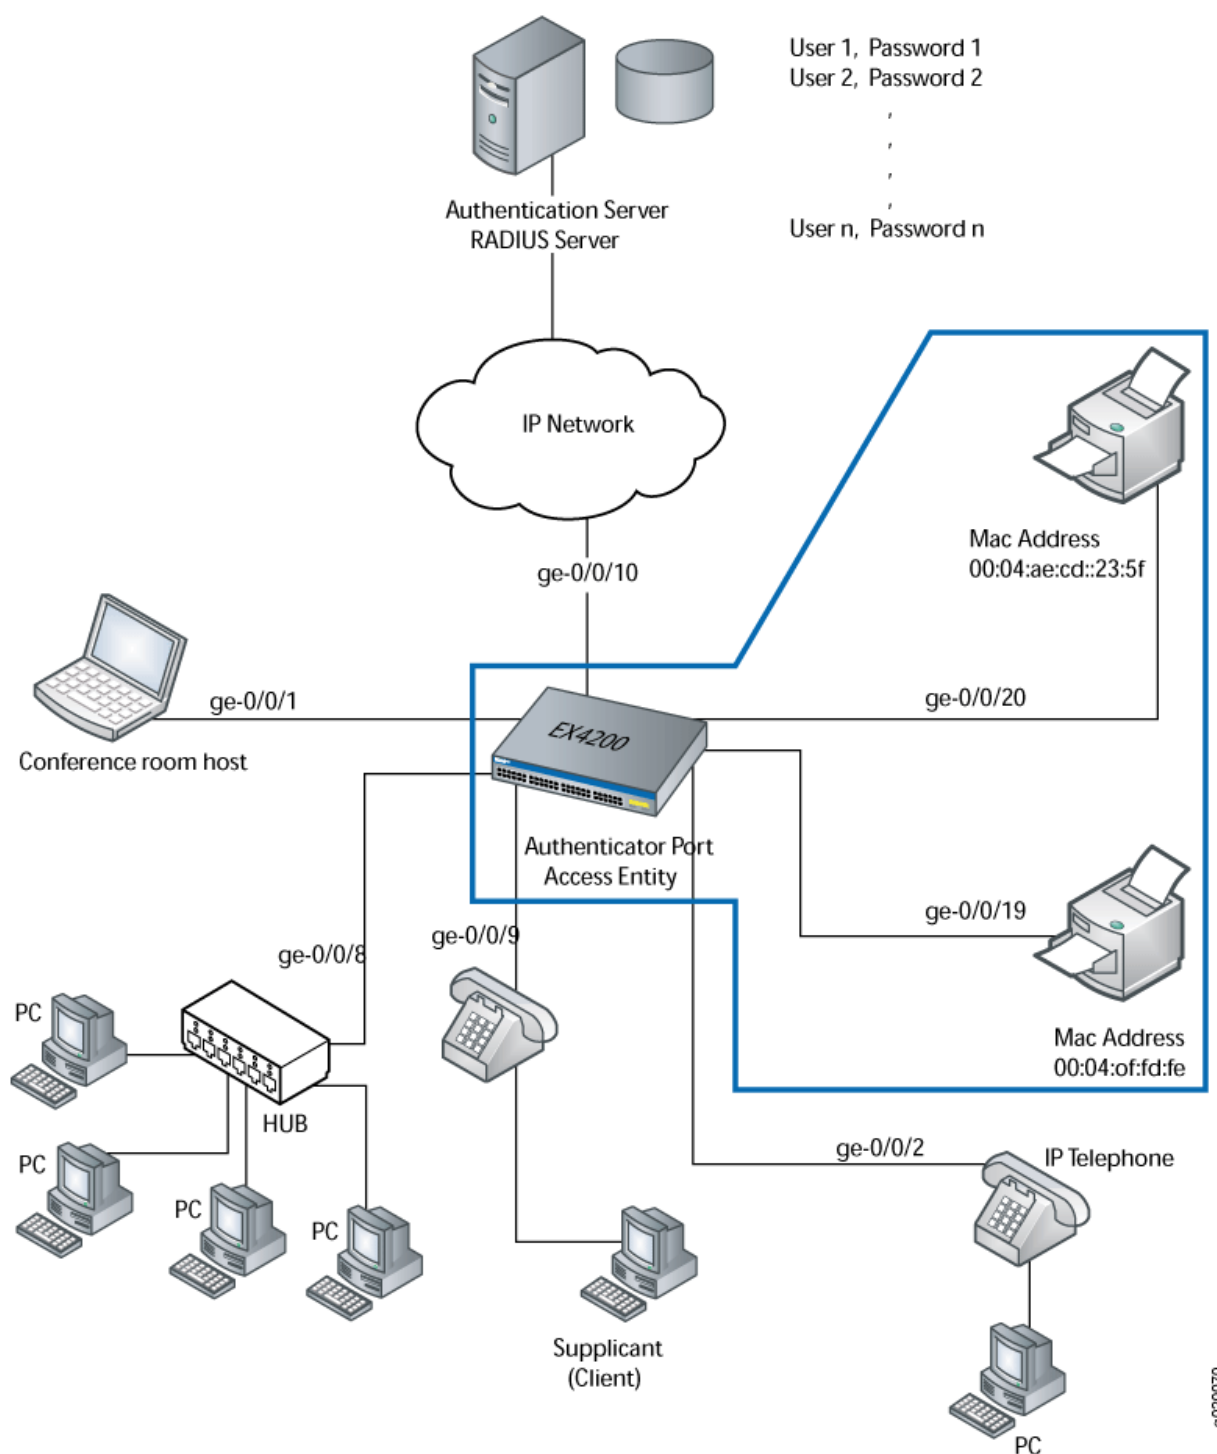 User 1, Password 1
User 2, Password 2
,
,
,
,
User n, Password n
Authentication Server
RADIUS Server
IP Network
ge-0/0/10
Mac Address
00:04:ae:cd::23:5f
ge-0/0/1
ge-0/0/20
EX4200
Conference room host
Authenticator Port
Access Entity
ge-0/0/19
ge-0/0/8
ge-0/0/9
PC
Mac Address
00:04:of:fd:fe
HUB
PC
PC
PC
ge-0/0/2
IP Telephone
Supplicant
(Client)
PC